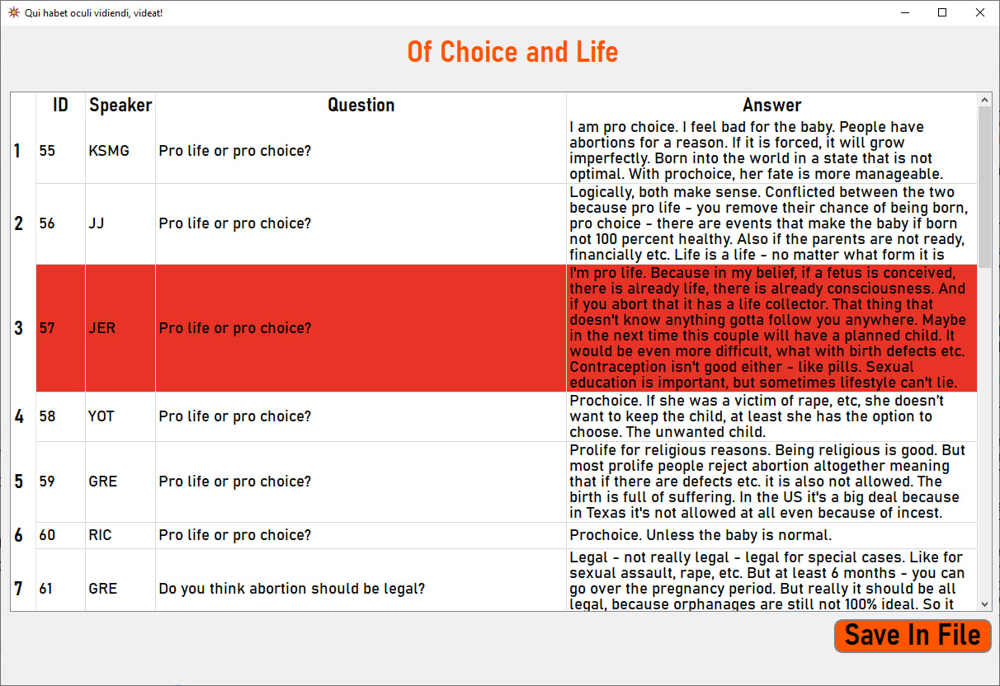 Qui habet oculi vidiendi, videat!
Of Choice and Life
ID Speaker Question Answer
1 55 KSMG Pro life or pro choice?
I am pro choice. I feel bad for the baby. People have
abortions for a reason. If it is forced, it will grow
imperfectly. Born into the world in a state that is not
optimal. With prochoice, her fate is more manageable.
2 56 JJ Pro life or pro choice?
Logically, both make sense. Conflicted between the two
because pro life - you remove their chance of being born,
pro choice - there are events that make the baby if born
not 100 percent healthy. Also if the parents are not ready,
financially etc. Life is a life - no matter what form it is
3 57 JER Pro life or pro choice?
I'm pro life. Because in my belief, if a fetus is conceived,
there is already life, there is already consciousness. And
if you abort that it has a life collector. That thing that
doesn't know anything gotta follow you anywhere. Maybe
in the next time this couple will have a planned child. It
would be even more difficult, what with birth defects etc.
Contraception isn't good either - like pills. Sexual
education is important, but sometimes lifestyle can't lie.
4 58 YOT Pro life or pro choice?
Prochoice. If she was a victim of rape, etc, she doesn't
want to keep the child, at least she has the option to
choose. The unwanted child.
5 59 GRE Pro life or pro choice?
Prolife for religious reasons. Being religious is good. But
most prolife people reject abortion altogether meaning
that if there are defects etc. it is also not allowed. The
birth is full of suffering. In the US it's a big deal because
in Texas it's not allowed at all even because of incest.
6 60 RIC Pro life or pro choice?
Prochoice. Unless the baby is normal.
7 61 GRE Do you think abortion should be legal?
Legal - not really legal - legal for special cases. Like for
sexual assault, rape, etc. But at least 6 months - you can
go over the pregnancy period. But really it should be all
legal, because orphanages are still not 100% ideal. So it
Save In File